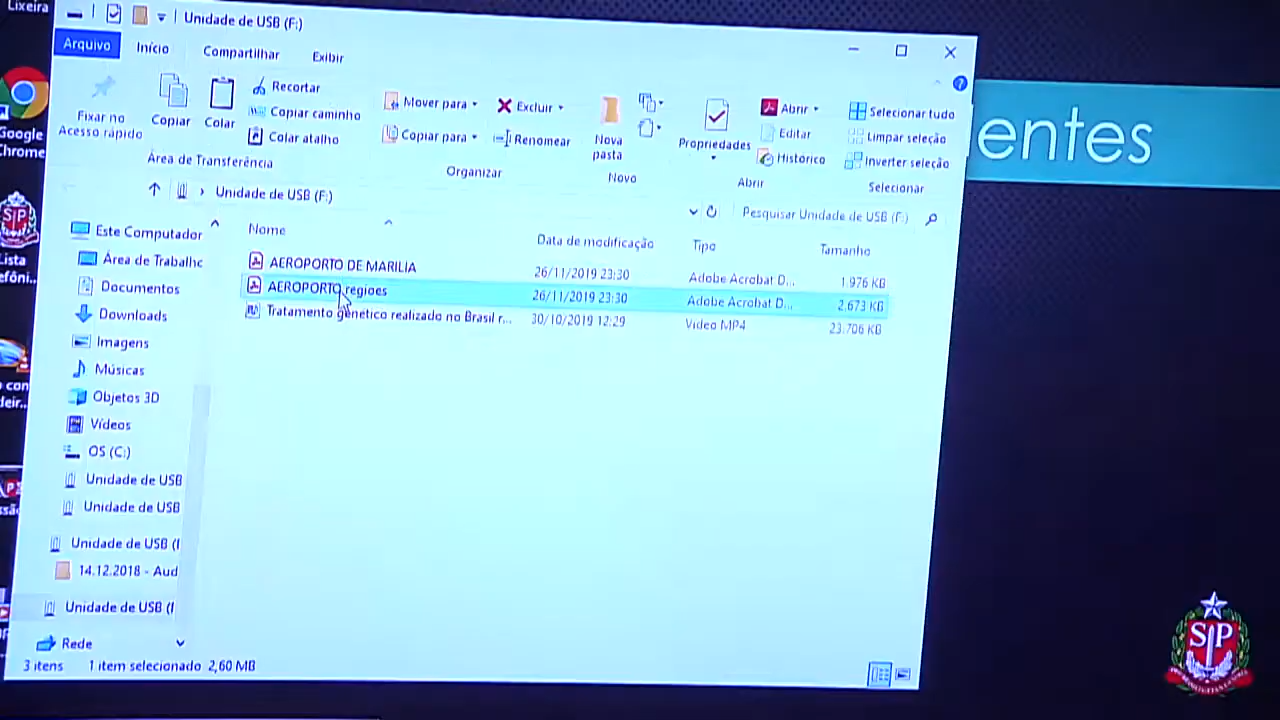 Lixeira
Unidade de USB (F:)
Arquivo
Início
Compartilhar
Exibir
Fixar no
Acesso rápido
Copiar
Colar
Recortar
Copiar caminho
Colar atalho
Área de Transferência
Mover para
Copiar para
Excluir
Renomear
Organizar
Nova
pasta
Novo
Propriedades
Abrir
Editar
Histórico
Abrir
Selecionar tudo
Limpar seleção
Inverter seleção
Selecionar
entes
Google
Chrome
Unidade de USB (F:)
Pesquisar Unidade de USB (F:)
Nome
Data de modificação
Tipo
Tamanho
AEROPORTO DE MARILIA
26/11/2019 23:30
Adobe Acrobat D...
1.976 KB
AEROPORTO regioes
26/11/2019 23:30
Adobe Acrobat D...
2.673 KB
Tratamento genético realizado no Brasil r...
30/10/2019 12:29
Vídeo MP4
23.706 KB
Este Computador
Área de Trabalhc
Documentos
Downloads
Imagens
Músicas
Objetos 3D
Vídeos
OS (C:)
Unidade de USB
Unidade de USB
Unidade de USB (I
14.12.2018 - Aud
Unidade de USB (I
Rede
3 itens
1 item selecionado 2,60 MB
SP
Lista
SP